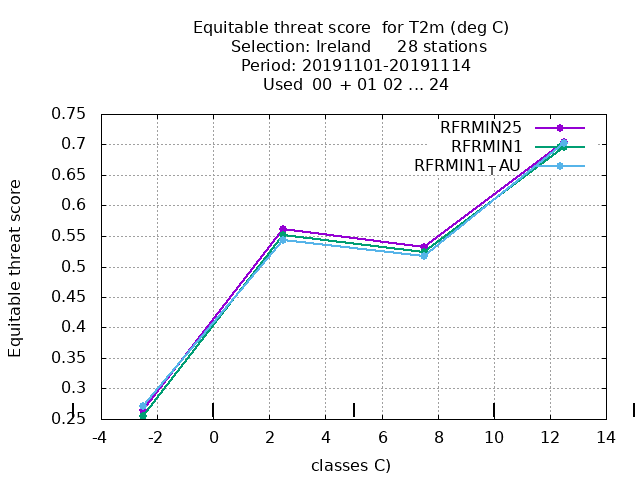 Equitable threat score  for T2m (deg C)
Selection: Ireland     28 stations
Period: 20191101-20191114
Used  00 + 01 02 ... 24
Equitable threat score
0.75
0.7
0.65
0.6
0.55
0.5
0.45
0.4
0.35
0.3
0.25
RFRMIN25
RFRMIN1
RFRMIN1TAU
-4 -2 0 2 4 6 8 10 12 14
classes C)